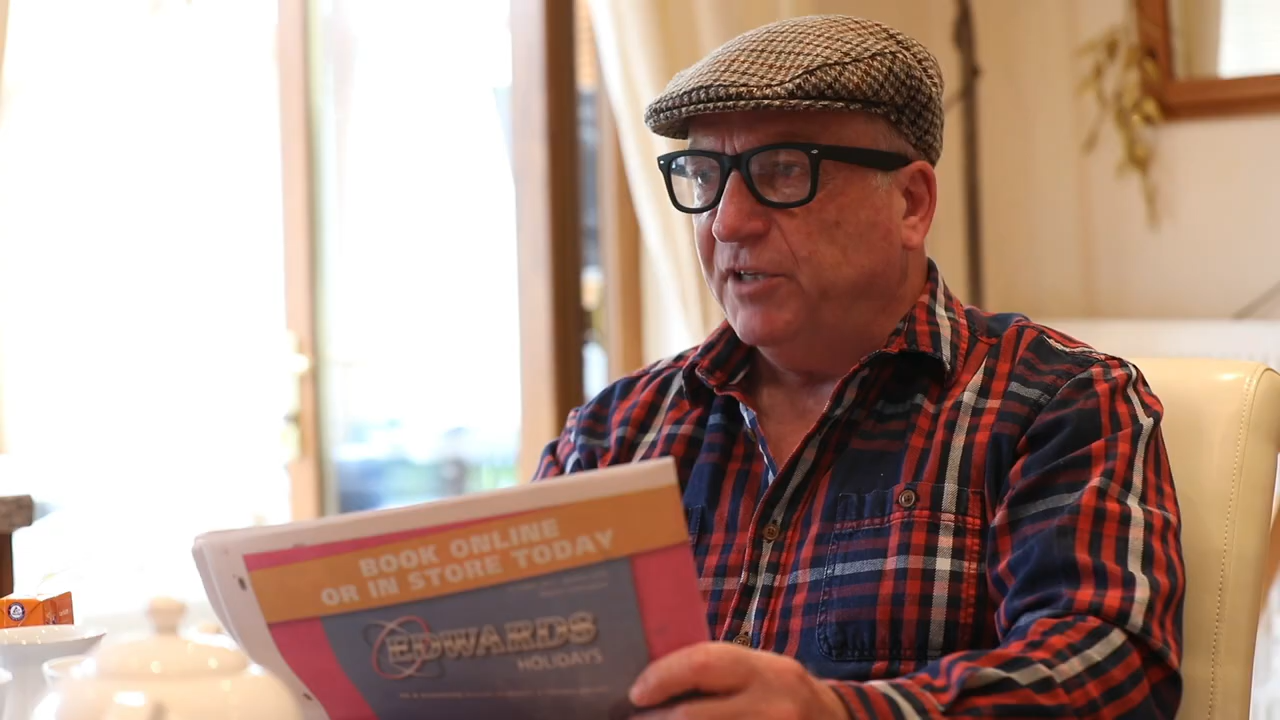 BOOK ONLINE
OR IN STORE TODAY
EDWARDS
HOLIDAYS